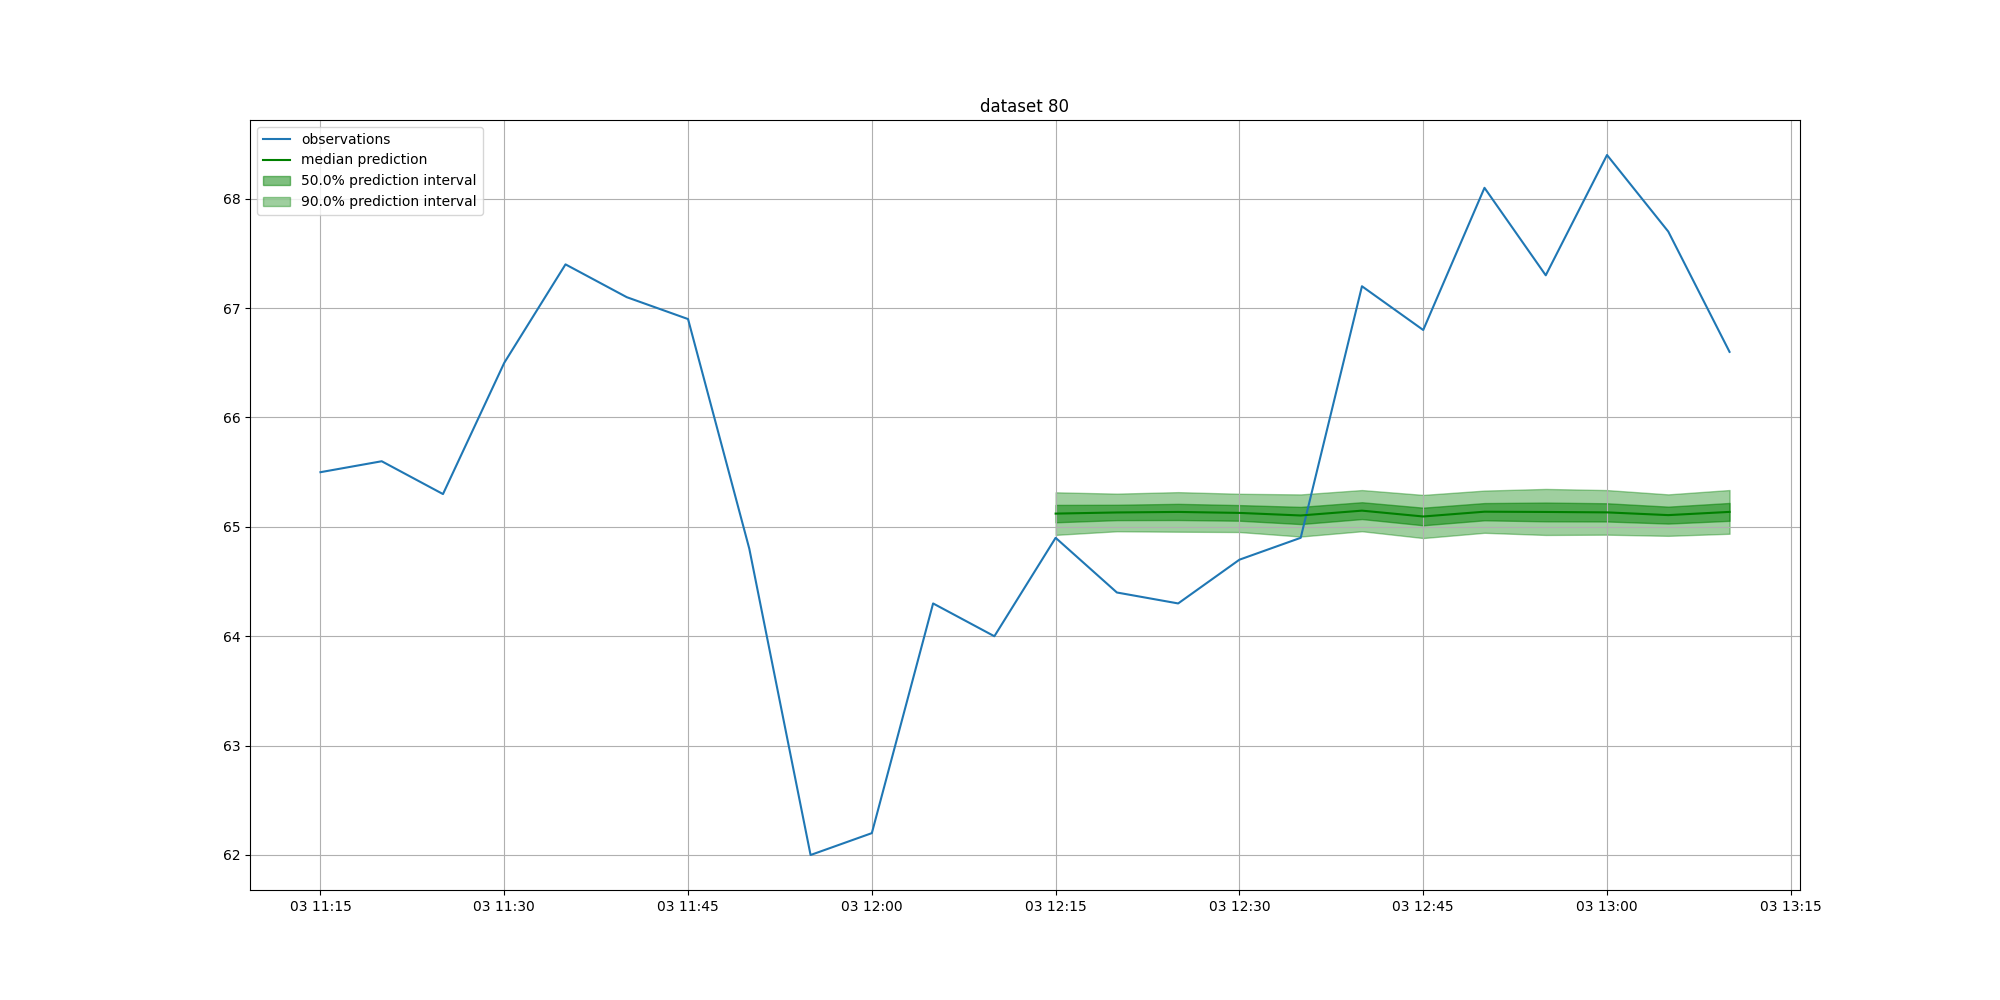 dataset 80
observations
median prediction
50.0% prediction interval
90.0% prediction interval
68
67
66
65
64
63
62
03 11:15 03 11:30 03 11:45 03 12:00 03 12:15 03 12:30 03 12:45 03 13:00 03 13:15